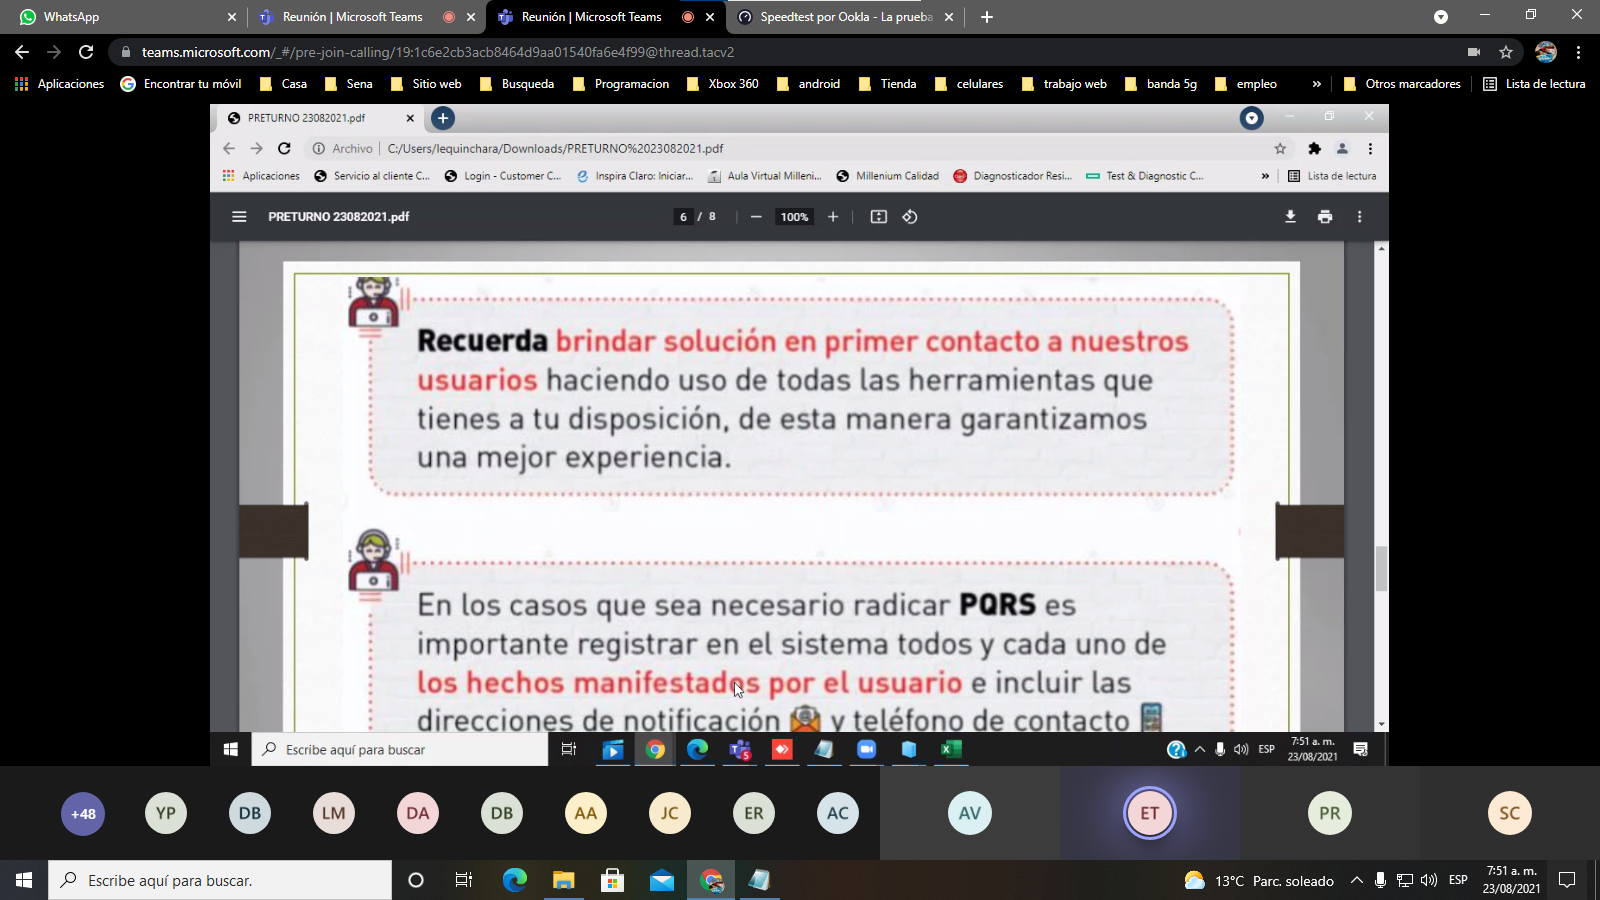 WhatsApp
Reunión | Microsoft Teams
Reunión | Microsoft Teams
Speedtest por Ookla - La prueba
teams.microsoft.com/_#/pre-join-calling/19:1c6e2cb3acb8464d9aa01540fa6e4f99@thread.tacv2
Aplicaciones Encontrar tu móvil Casa Sena Sitio web Busqueda Programacion Xbox 360 android Tienda celulares trabajo web banda 5g empleo » Otros marcadores Lista de lectura
PRETURNO 23082021.pdf
Archivo | C:/Users/lequinchara/Downloads/PRETURNO%2023082021.pdf
Aplicaciones Servicio al cliente C... Login - Customer C... Inspira Claro: Iniciar... Aula Virtual Milleni... Millenium Calidad Diagnosticador Resi... Test & Diagnostic C... » Lista de lectura
PRETURNO 23082021.pdf 6 / 8 100%
Recuerda brindar solución en primer contacto a nuestros
usuarios haciendo uso de todas las herramientas que
tienes a tu disposición, de esta manera garantizamos
una mejor experiencia.
En los casos que sea necesario radicar PQRS es
importante registrar en el sistema todos y cada uno de
los hechos manifestados por el usuario e incluir las
direcciones de notificación y teléfono de contacto
Escribe aquí para buscar
5
ESP
7:51 a. m.
23/08/2021
+48 YP DB LM DA DB AA JC ER AC AV ET PR SC
Escribe aquí para buscar.
13°C Parc. soleado
ESP
7:51 a. m.
23/08/2021